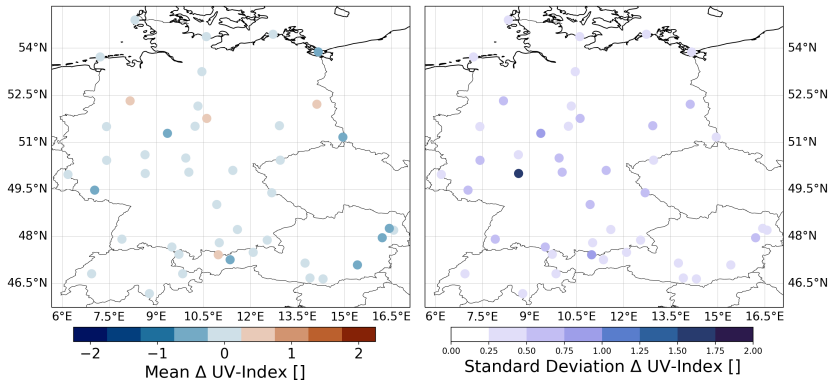 54°N
52.5°N
51°N
49.5°N
48°N
46.5°N
6°E 7.5°E 9°E 10.5°E 12°E 13.5°E 15°E 16.5°E
−2 −1 0 1 2
Mean Δ UV-Index []
54°N
52.5°N
51°N
49.5°N
48°N
46.5°N
6°E 7.5°E 9°E 10.5°E 12°E 13.5°E 15°E 16.5°E
0.00 0.25 0.50 0.75 1.00 1.25 1.50 1.75 2.00
Standard Deviation Δ UV-Index []